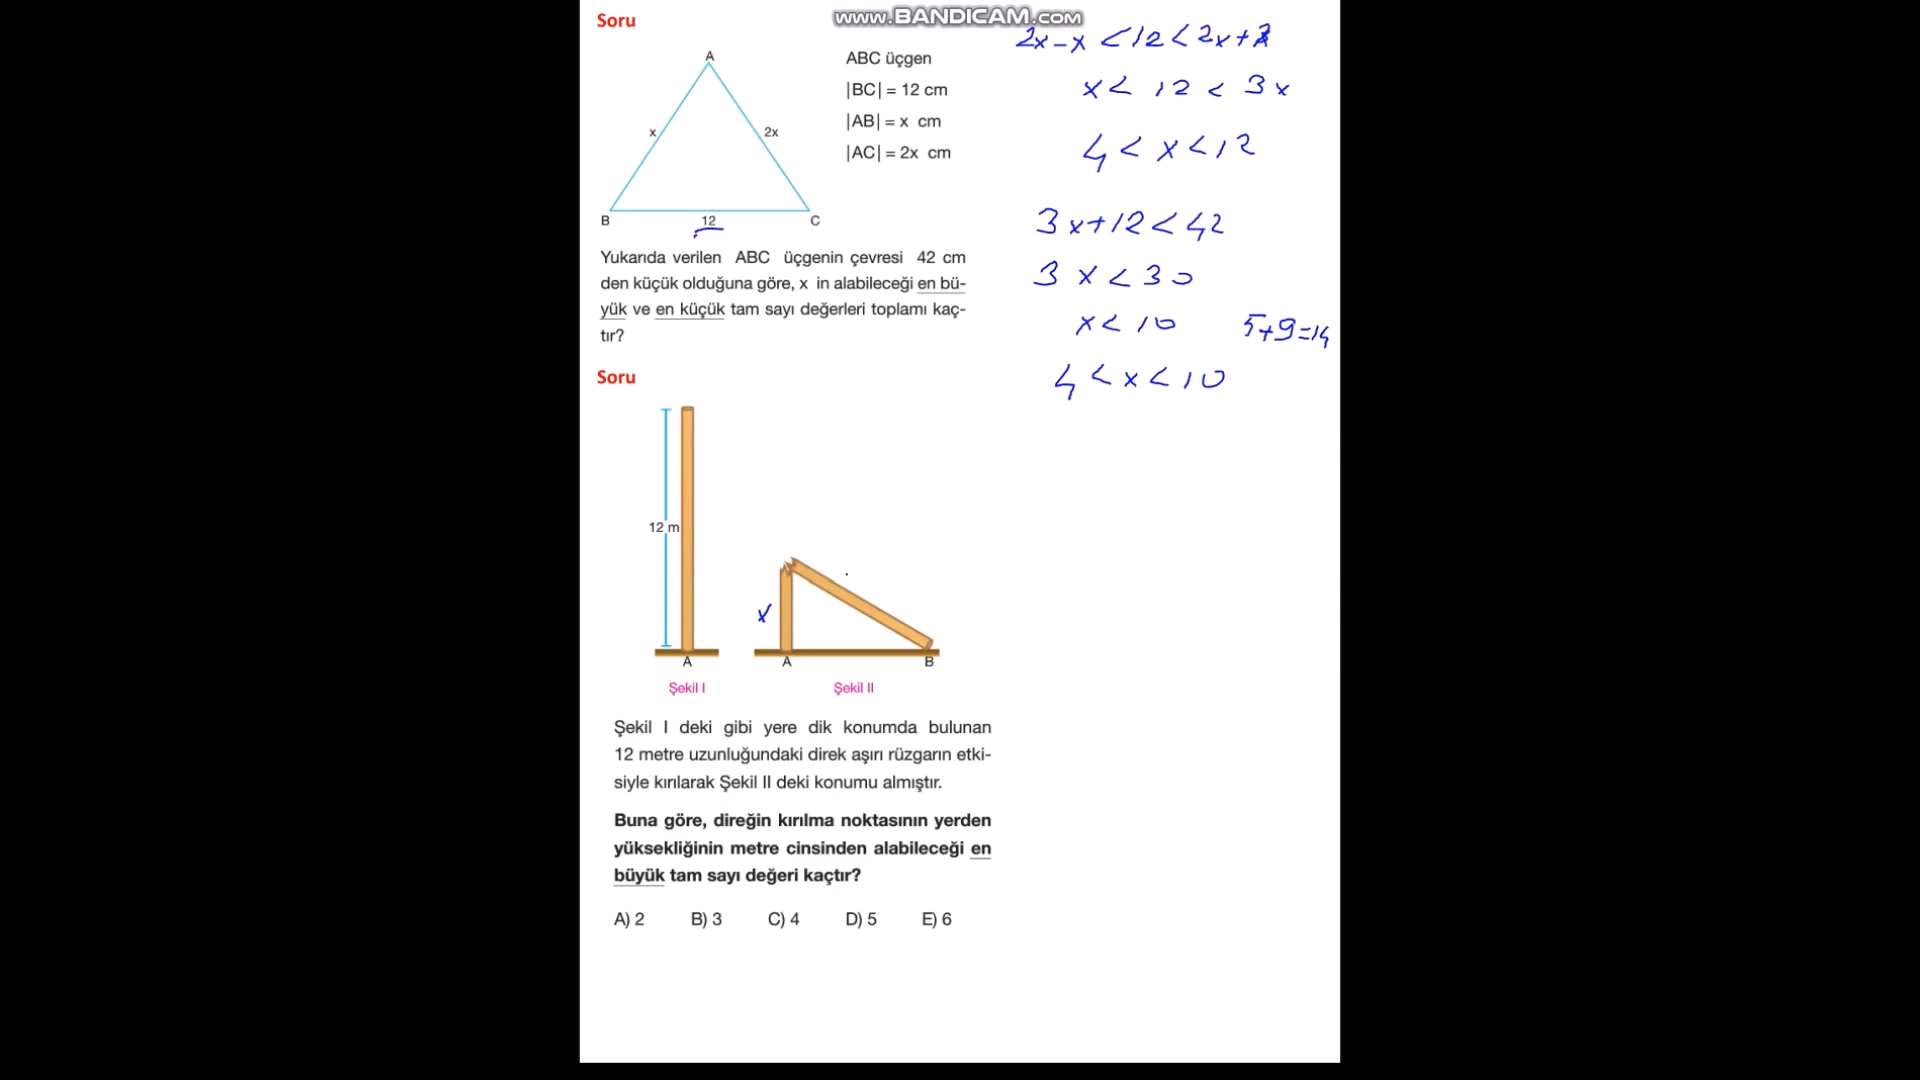 www.BANDICAM.com
Soru
A
x
2x
B
12
C
ABC üçgen
|BC| = 12 cm
|AB| = x cm
|AC| = 2x cm
Yukarıda verilen ABC üçgenin çevresi 42 cm
den küçük olduğuna göre, x in alabileceği en bü-
yük ve en küçük tam sayı değerleri toplamı kaç-
tır?
2x-x < 12 < 2x+
x < 12 < 3x
4 < x < 12
3x+12 < 42
3x < 30
x < 10
5+9=14
4 < x < 10
Soru
12 m
A
Şekil I
x
A
B
Şekil II
Şekil I deki gibi yere dik konumda bulunan
12 metre uzunluğundaki direk aşırı rüzgarın etki-
siyle kırılarak Şekil II deki konumu almıştır.
Buna göre, direğin kırılma noktasının yerden
yüksekliğinin metre cinsinden alabileceği en
büyük tam sayı değeri kaçtır?
A) 2 B) 3 C) 4 D) 5 E) 6